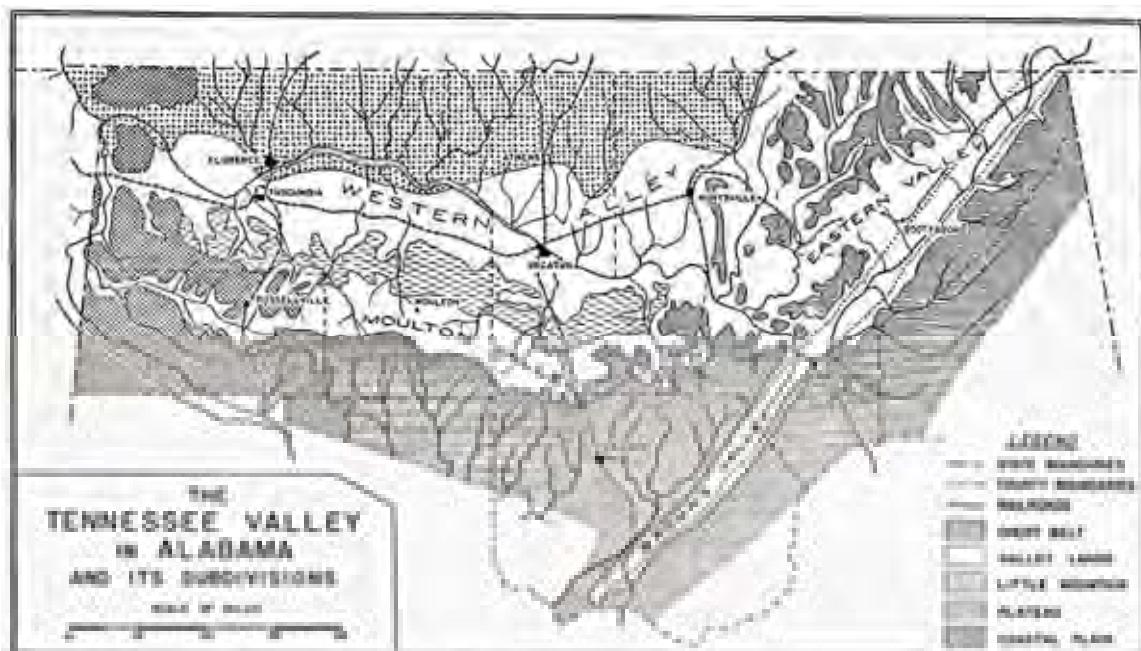 FLORENCE
TUSCUMBIA
ATHENS
WESTERN
VALLEY
HUNTSVILLE
EASTERN VALLEY
SCOTTSBORO
DECATUR
RUSSELLVILLE
MOULTON
MOULTON
THE
TENNESSEE VALLEY
IN ALABAMA
AND ITS SUBDIVISIONS
SCALE OF MILES
LEGEND
STATE BOUNDARIES
COUNTY BOUNDARIES
RAILROADS
CHERT BELT
VALLEY LANDS
LITTLE MOUNTAIN
PLATEAU
COASTAL PLAIN